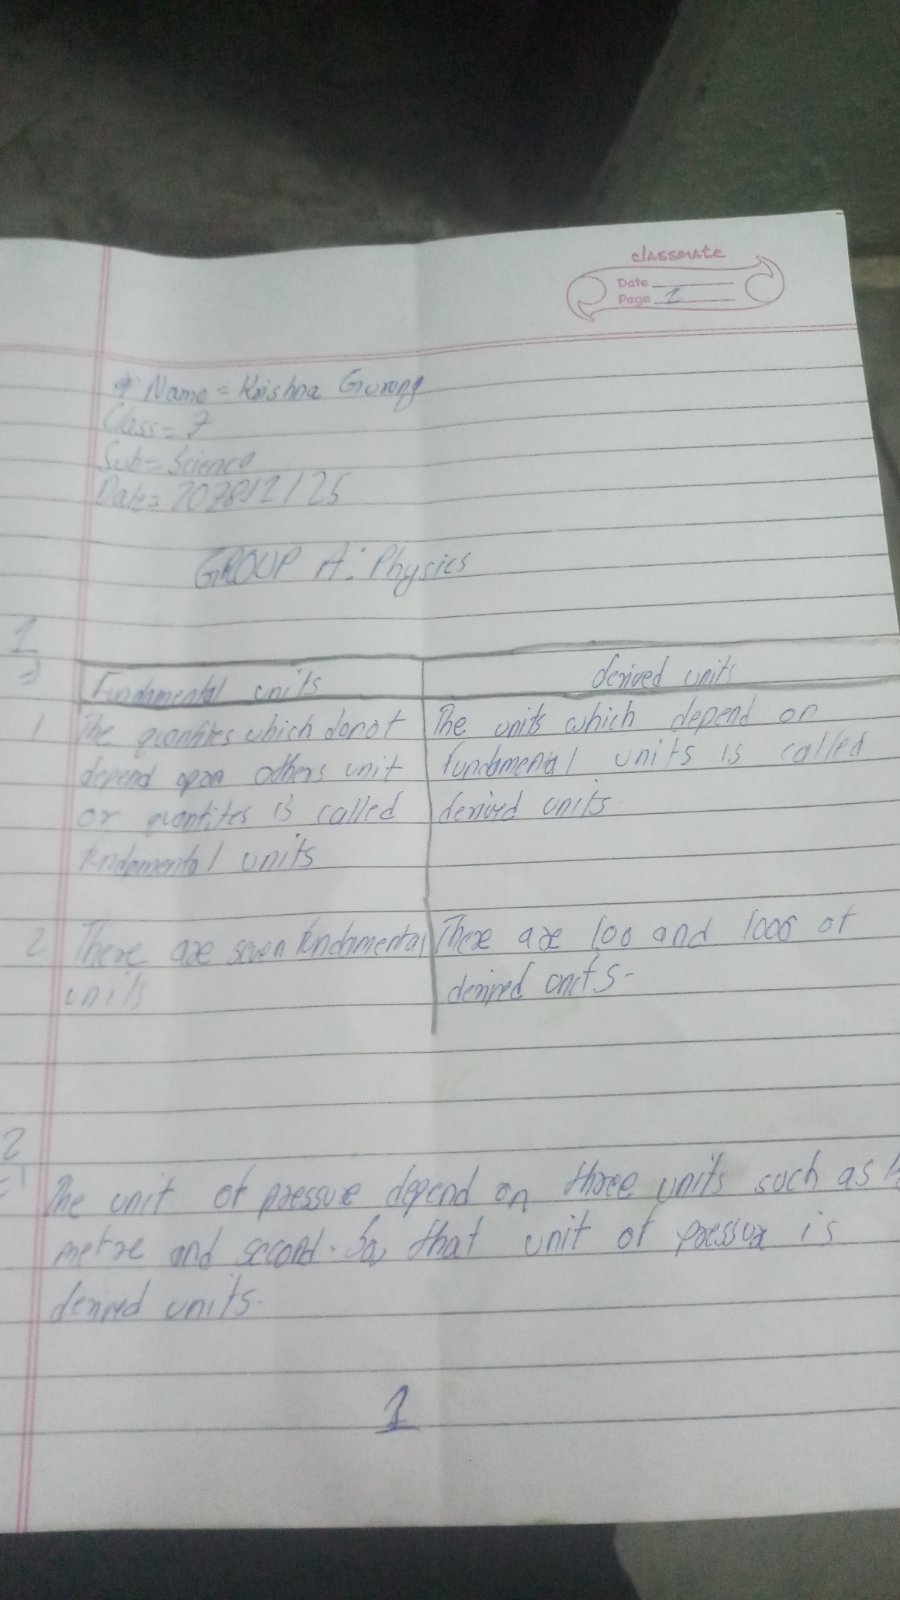 classmate
Date
Page 1
* Name = Krishna Gurung
Class = 7
Sub = Science
Date = 2078/2/25
GROUP A: Physics
1
=>
Fundamental units
derived units
1 The quantites which donot
depend upon others unit
or quantites is called
fundamental units
The units which depend on
fundamental units is called
derived units.
2 There are seven fundamental
units
There are 100 and 1000 of
derived units-
2
=>
The unit of pressure depend on three units such as
metre and second. So that unit of pressure is
derived units.
1